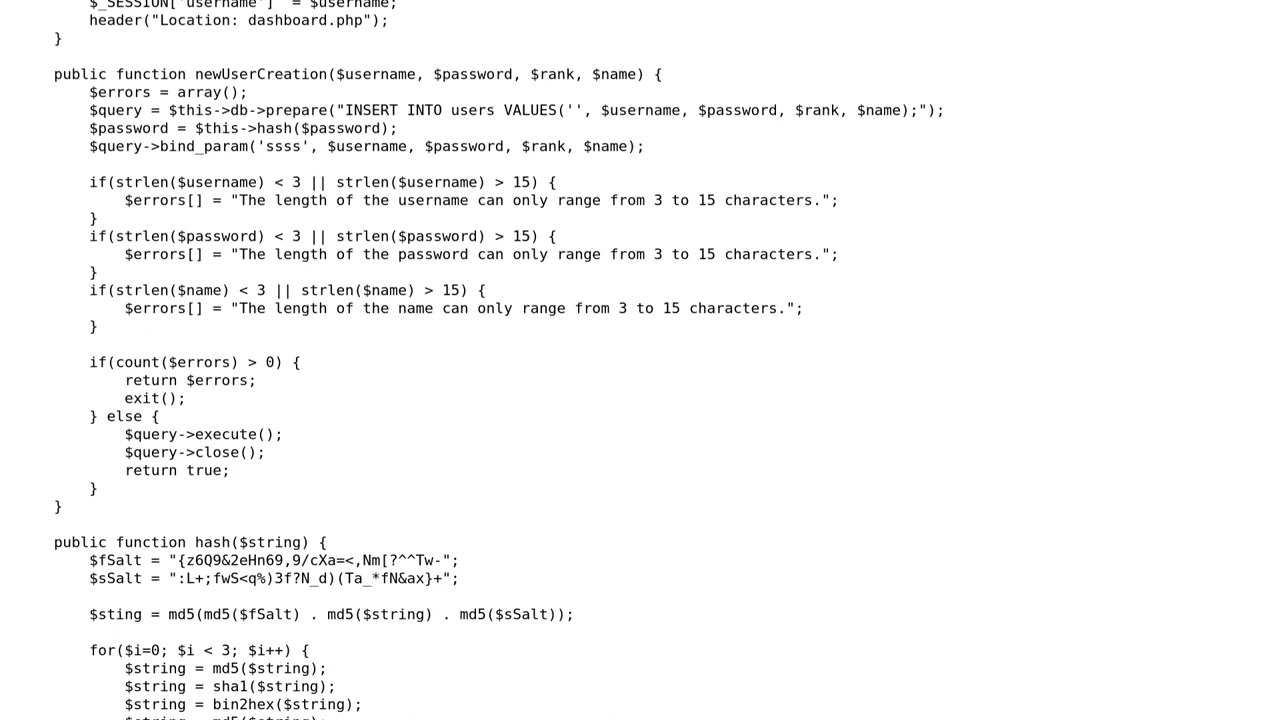 $_SESSION['username'] = $username;
header("Location: dashboard.php");
}
public function newUserCreation($username, $password, $rank, $name) {
$errors = array();
$query = $this->db->prepare("INSERT INTO users VALUES('', $username, $password, $rank, $name);");
$password = $this->hash($password);
$query->bind_param('ssss', $username, $password, $rank, $name);
if(strlen($username) < 3 || strlen($username) > 15) {
$errors[] = "The length of the username can only range from 3 to 15 characters.";
}
if(strlen($password) < 3 || strlen($password) > 15) {
$errors[] = "The length of the password can only range from 3 to 15 characters.";
}
if(strlen($name) < 3 || strlen($name) > 15) {
$errors[] = "The length of the name can only range from 3 to 15 characters.";
}
if(count($errors) > 0) {
return $errors;
exit();
} else {
$query->execute();
$query->close();
return true;
}
}
public function hash($string) {
$fSalt = "{z6Q9&2eHn69,9/cXa=<,Nm[?^^Tw-";
$sSalt = ":L+;fwS<q%)3f?N_d)(Ta_*fN&ax}+";
$sting = md5(md5($fSalt) . md5($string) . md5($sSalt));
for($i=0; $i < 3; $i++) {
$string = md5($string);
$string = sha1($string);
$string = bin2hex($string);
$string = md5($string);